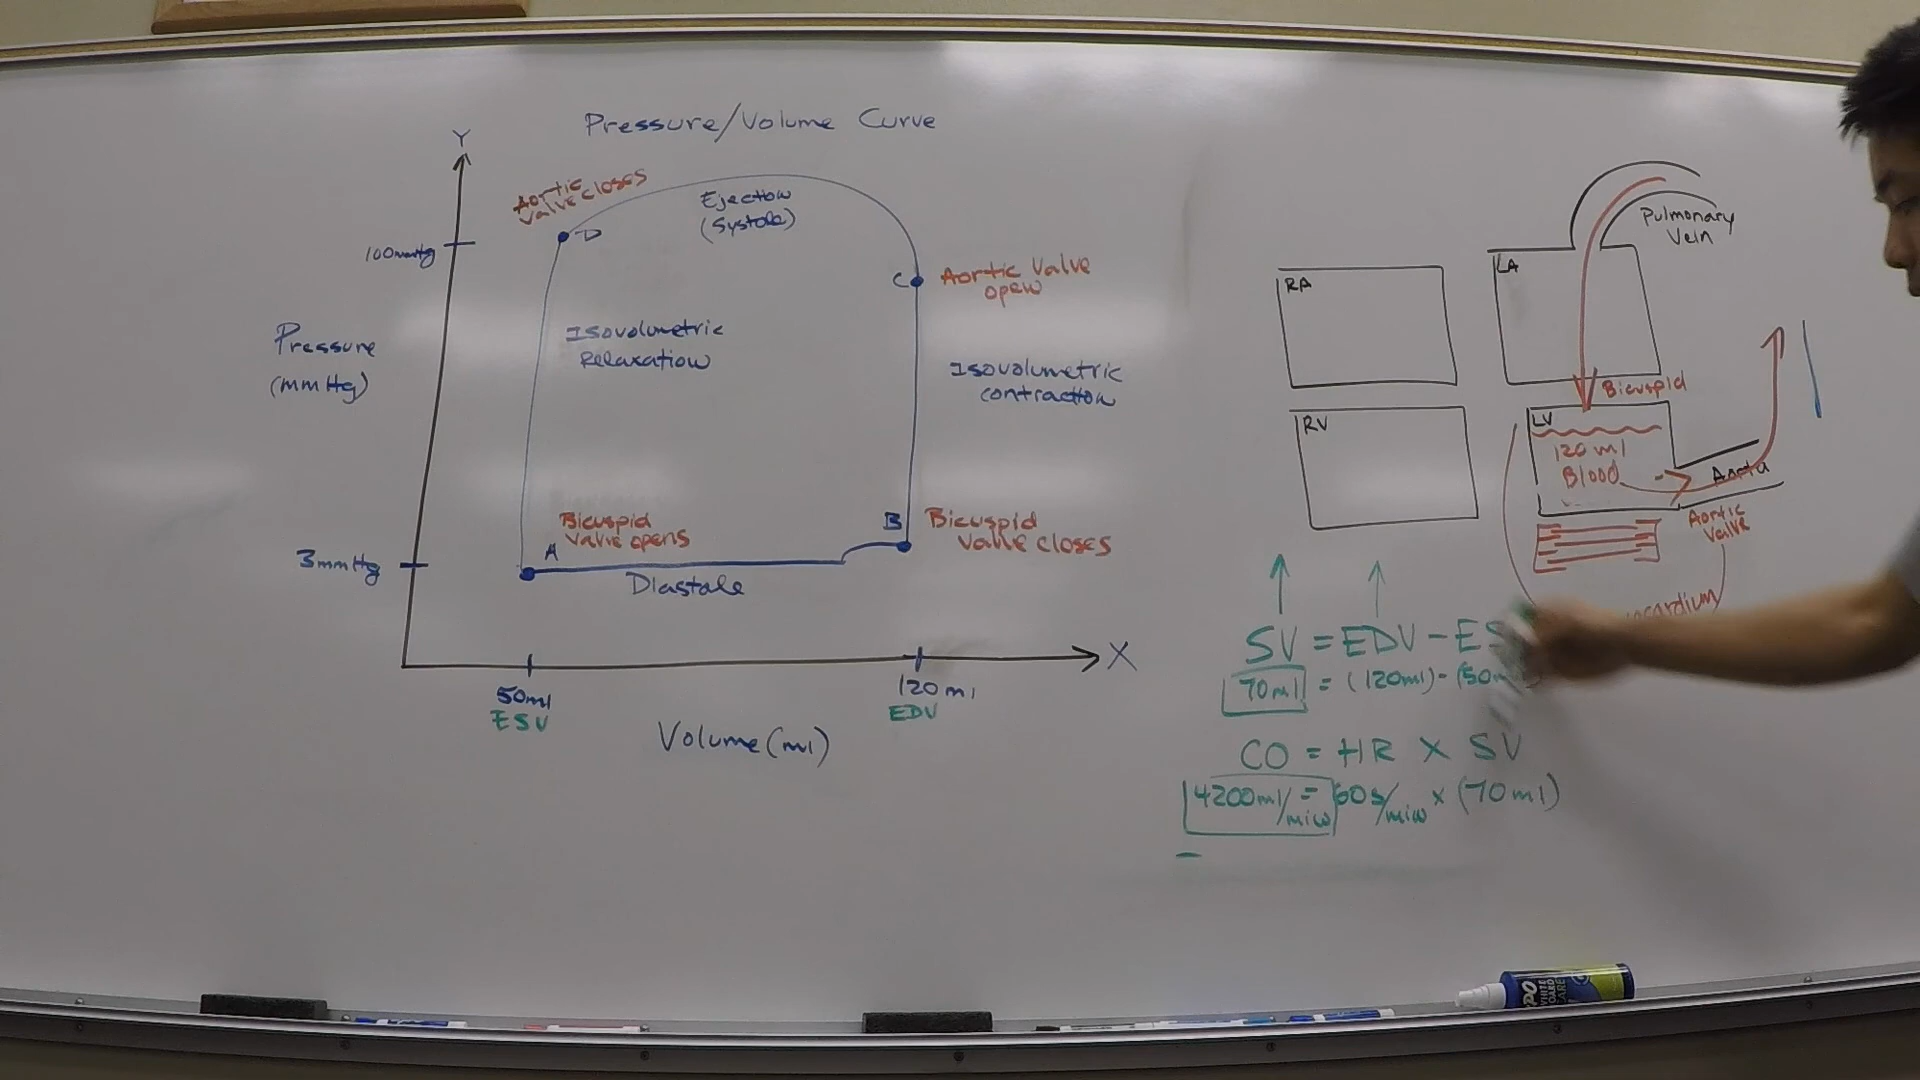 Pressure/Volume Curve
Y
Aortic
valve closes
Ejection
(Systole)
D
100mmHg
C
Aortic Valve
open
Pressure
(mmHg)
Isovolumetric
Relaxation
Isovolumetric
contraction
Bicuspid
valve opens
B
Bicuspid
valve closes
A
3mmHg
Diastole
X
50ml
ESV
120ml
EDV
Volume (ml)
Pulmonary
Vein
RA
LA
Bicuspid
RV
LV
120 ml
Blood
Aorta
Aortic
Valve
SV = EDV - ES
70ml = (120ml) - (50m
CO = HR X SV
4200ml/min = 60s/min x (70ml)